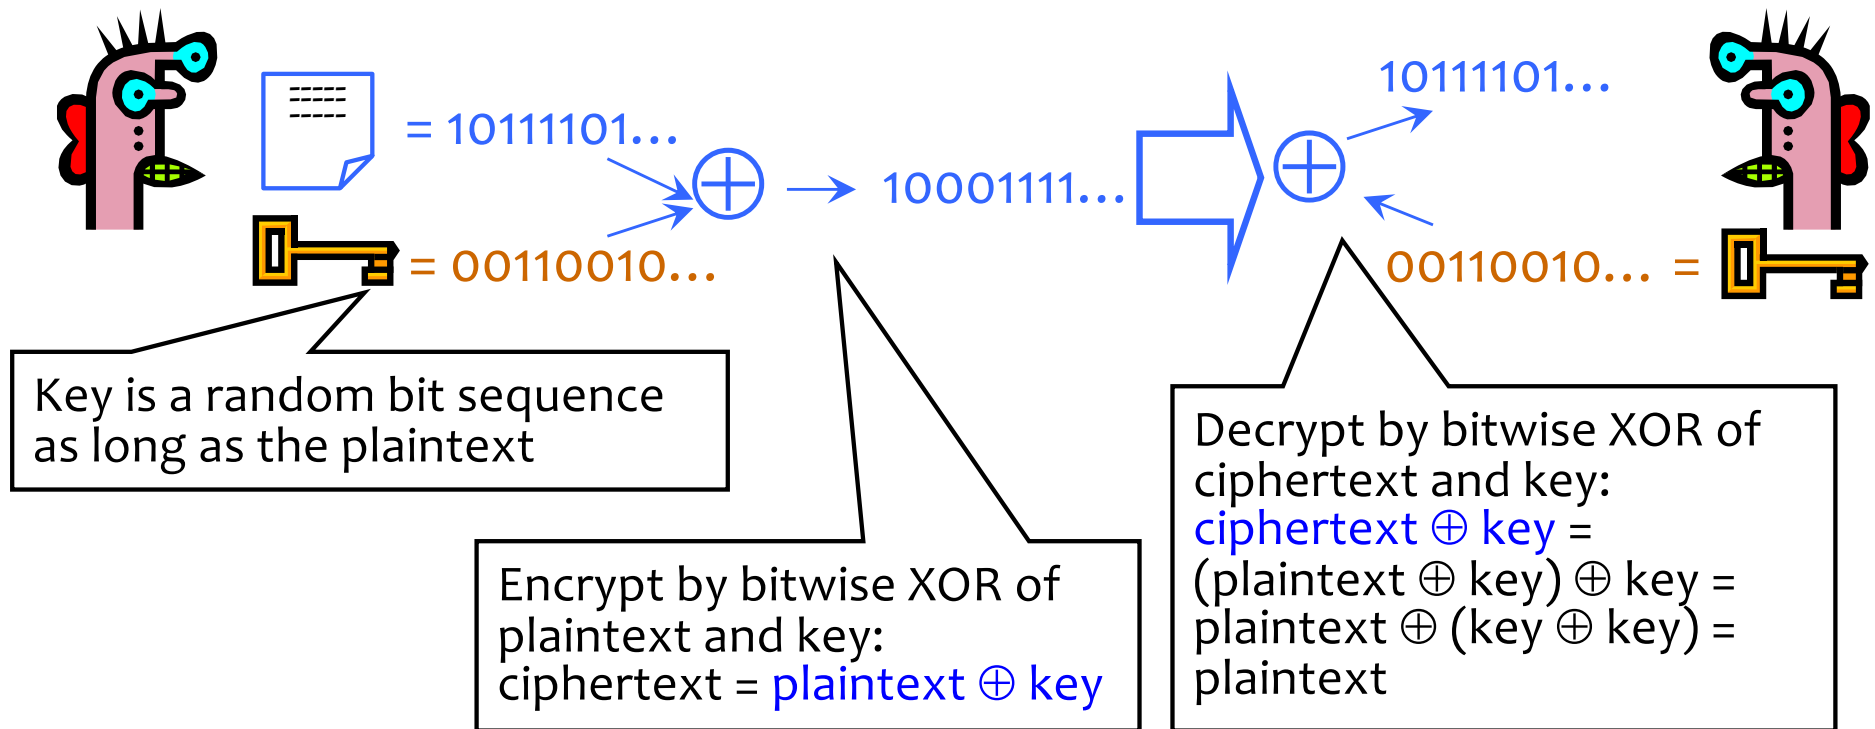 = 10111101...
= 00110010...
10001111...
10111101...
00110010... =
Key is a random bit sequence
as long as the plaintext
Encrypt by bitwise XOR of
plaintext and key:
ciphertext = plaintext ⊕ key
Decrypt by bitwise XOR of
ciphertext and key:
ciphertext ⊕ key =
(plaintext ⊕ key) ⊕ key =
plaintext ⊕ (key ⊕ key) =
plaintext